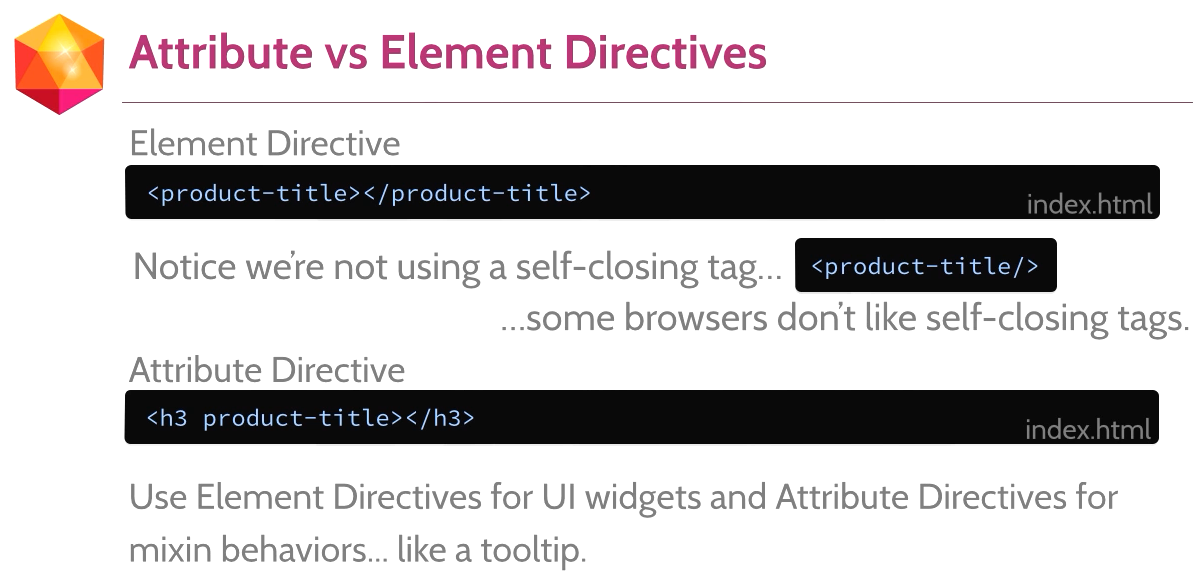 Attribute vs Element Directives
Element Directive
<product-title></product-title>
index.html
Notice we're not using a self-closing tag... <product-title/>
...some browsers don't like self-closing tags.
Attribute Directive
<h3 product-title></h3>
index.html
Use Element Directives for UI widgets and Attribute Directives for
mixin behaviors... like a tooltip.